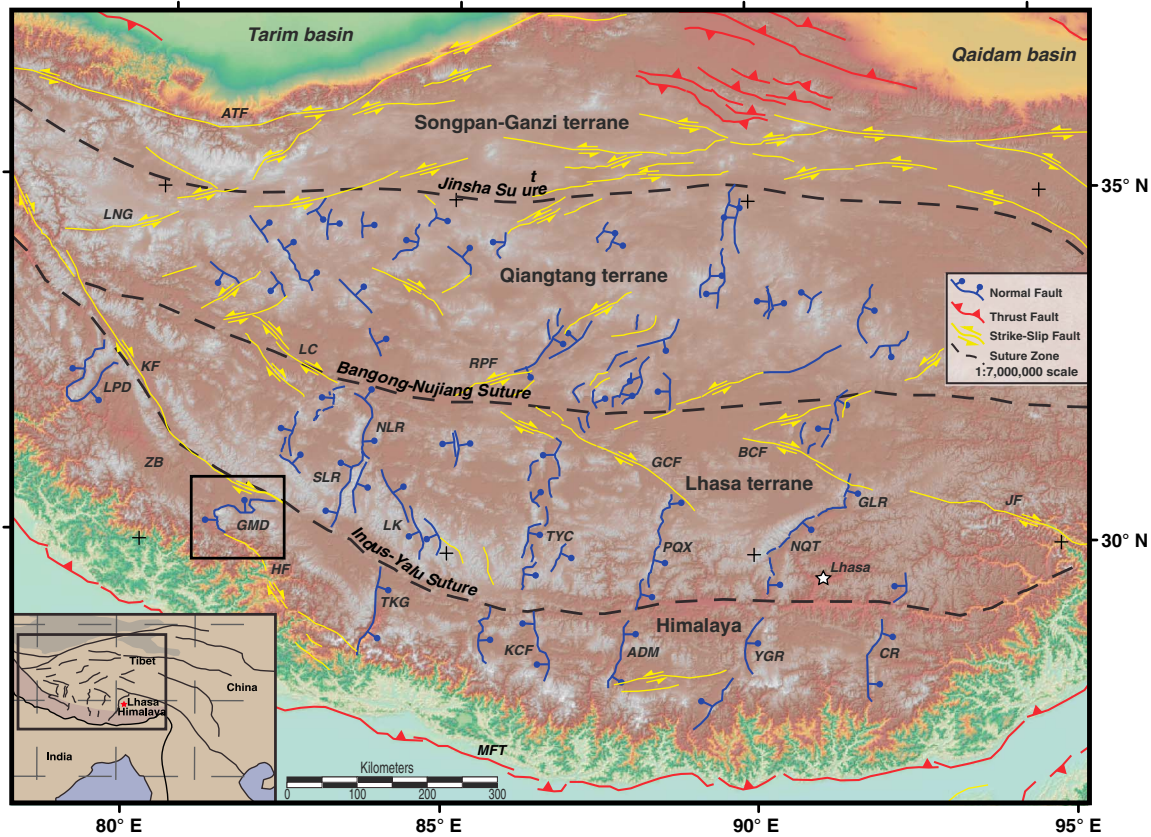 Tarim basin
Qaidam basin
ATF
Songpan-Ganzi terrane
Jinsha Su ure
t
35° N
LNG
Qiangtang terrane
Normal Fault
Thrust Fault
Strike-Slip Fault
Suture Zone
1:7,000,000 scale
KF
LC
RPF
LPD
Bangong-Nujiang Suture
NLR
ZB
GCF
BCF
SLR
Lhasa terrane
GLR
JF
GMD
LK
TYC
PQX
NQT
30° N
Indus-Yalu Suture
HF
Lhasa
TKG
Himalaya
KCF
ADM
YGR
CR
Tibet
China
Lhasa
Himalaya
India
MFT
Kilometers
0 100 200 300
80° E 85° E 90° E 95° E